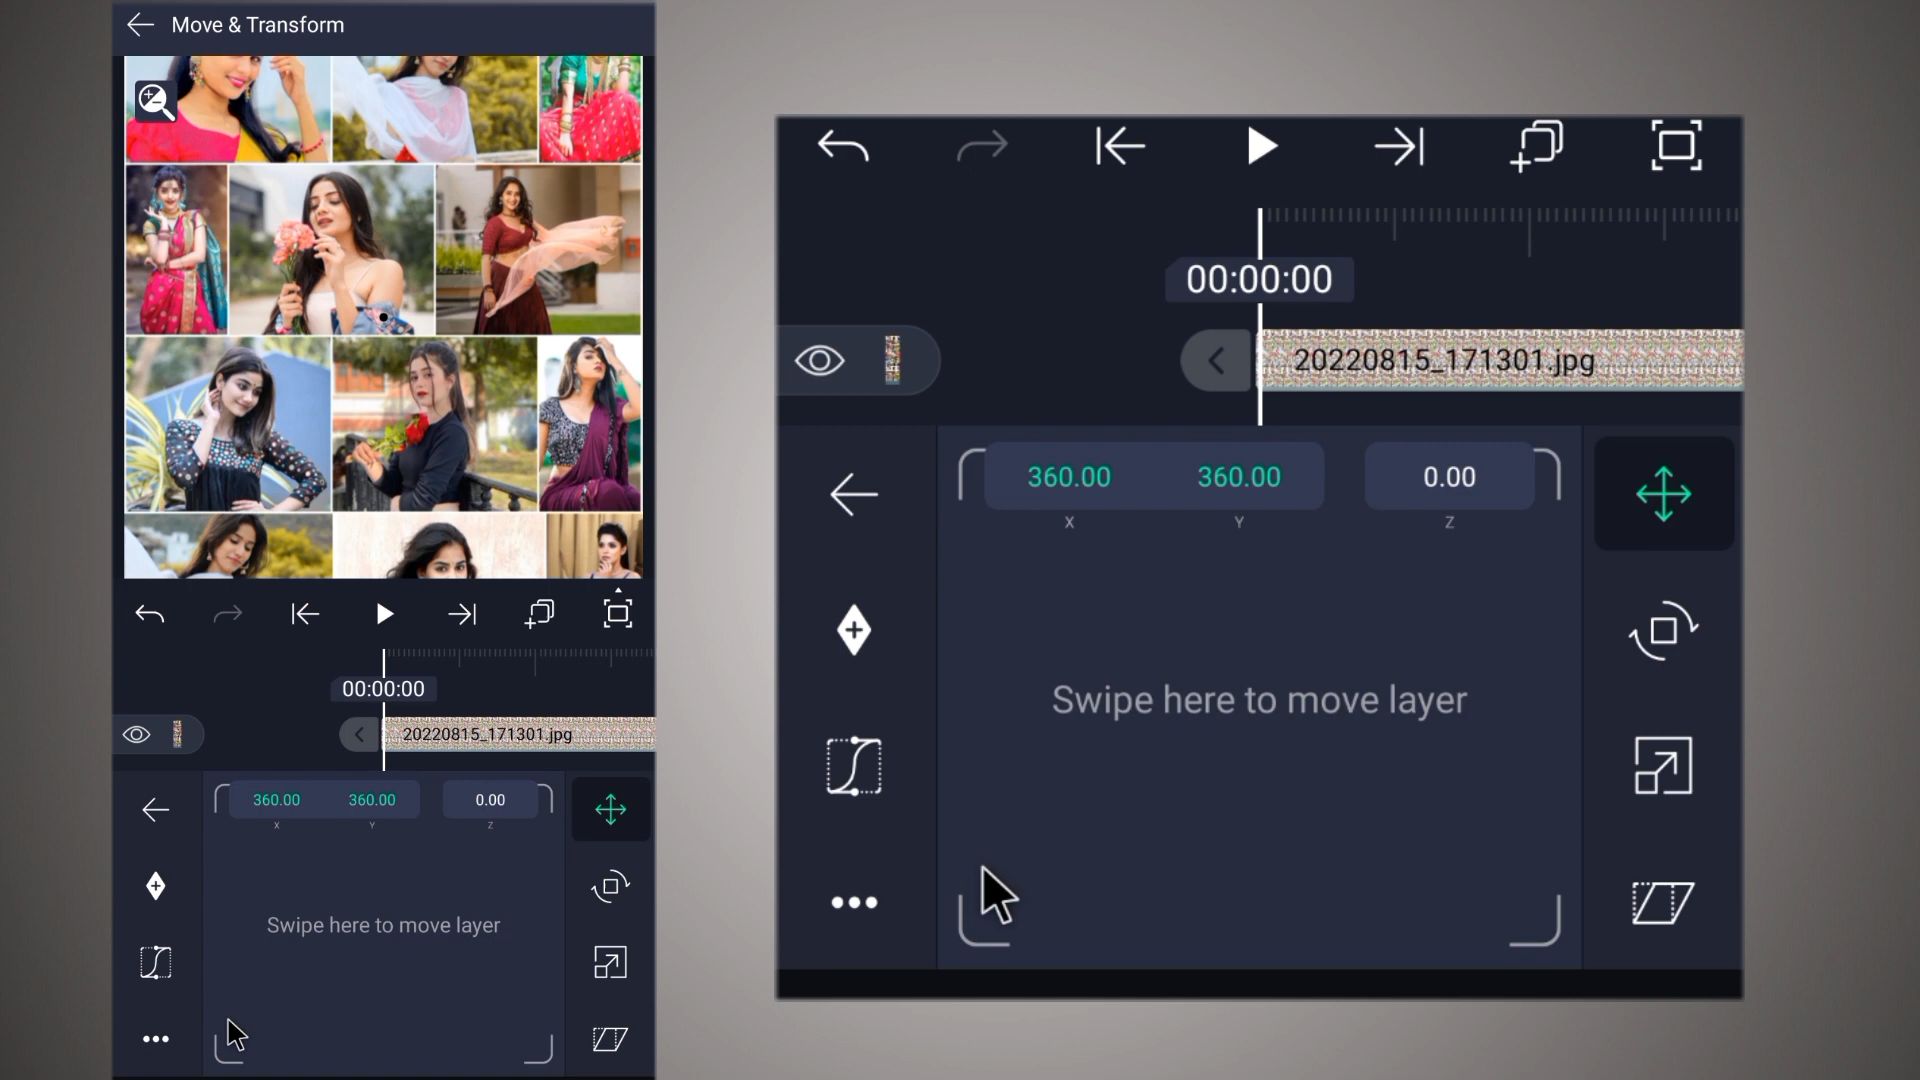 Move & Transform
00:00:00
20220815_171301.jpg
360.00 360.00 0.00
X Y Z
Swipe here to move layer
00:00:00
20220815_171301.jpg
360.00 360.00 0.00
X Y Z
Swipe here to move layer